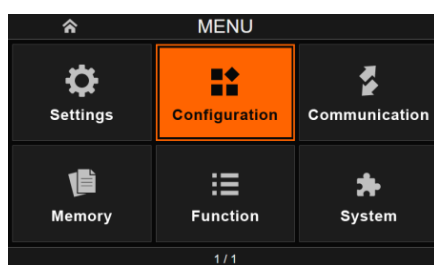 MENU
Settings
Configuration
Communication
Memory
Function
System
1/1